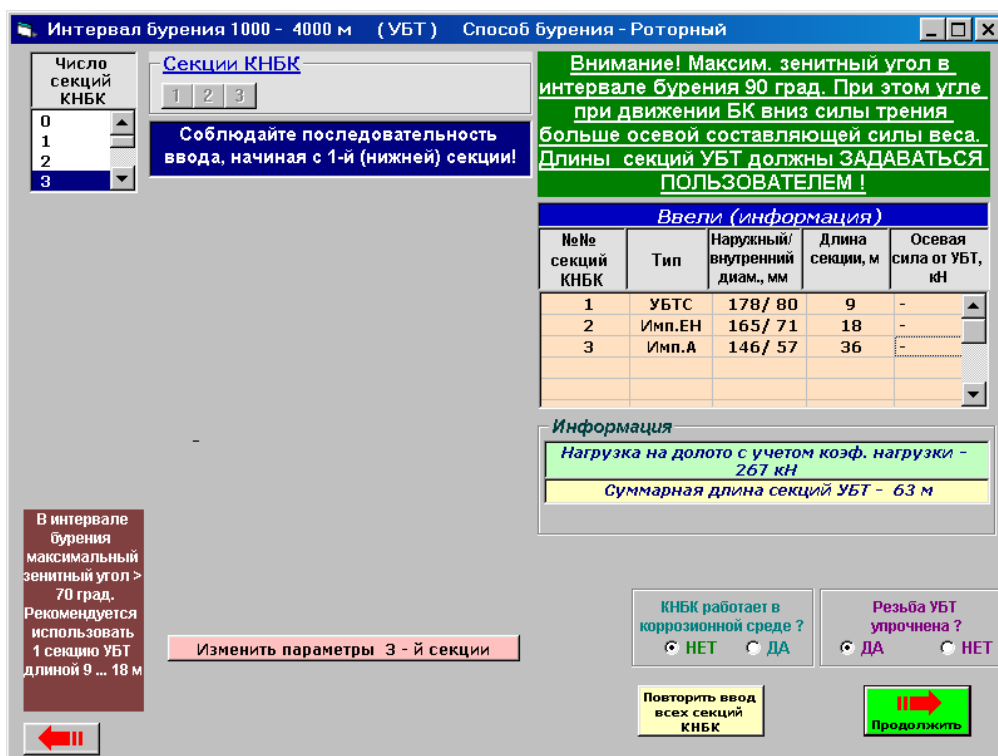 Интервал бурения 1000 - 4000 м   ( УБТ )   Способ бурения - Роторный
Число
секций
КНБК
0
1
2
3
Секции КНБК
1 2 3
Соблюдайте последовательность
ввода, начиная с 1-й (нижней) секции!
Внимание! Максим. зенитный угол в
интервале бурения 90 град. При этом угле
при движении БК вниз силы трения
больше осевой составляющей силы веса.
Длины секций УБТ должны ЗАДАВАТЬСЯ
ПОЛЬЗОВАТЕЛЕМ !
Ввели (информация)
№№
секций
КНБК
Тип
Наружный/
внутренний
диам., мм
Длина
секции, м
Осевая
сила от УБТ,
кН
1 УБТС 178/ 80 9 -
2 Имп.ЕН 165/ 71 18 -
3 Имп.А 146/ 57 36 -
Информация
Нагрузка на долото с учетом коэф. нагрузки -
267 кН
Суммарная длина секций УБТ - 63 м
-
В интервале
бурения
максимальный
зенитный угол >
70 град.
Рекомендуется
использовать
1 секцию УБТ
длиной 9 ... 18 м
Изменить параметры 3 - й секции
КНБК работает в
коррозионной среде ?
НЕТ ДА
Резьба УБТ
упрочнена ?
ДА НЕТ
Повторить ввод
всех секций
КНБК
Продолжить